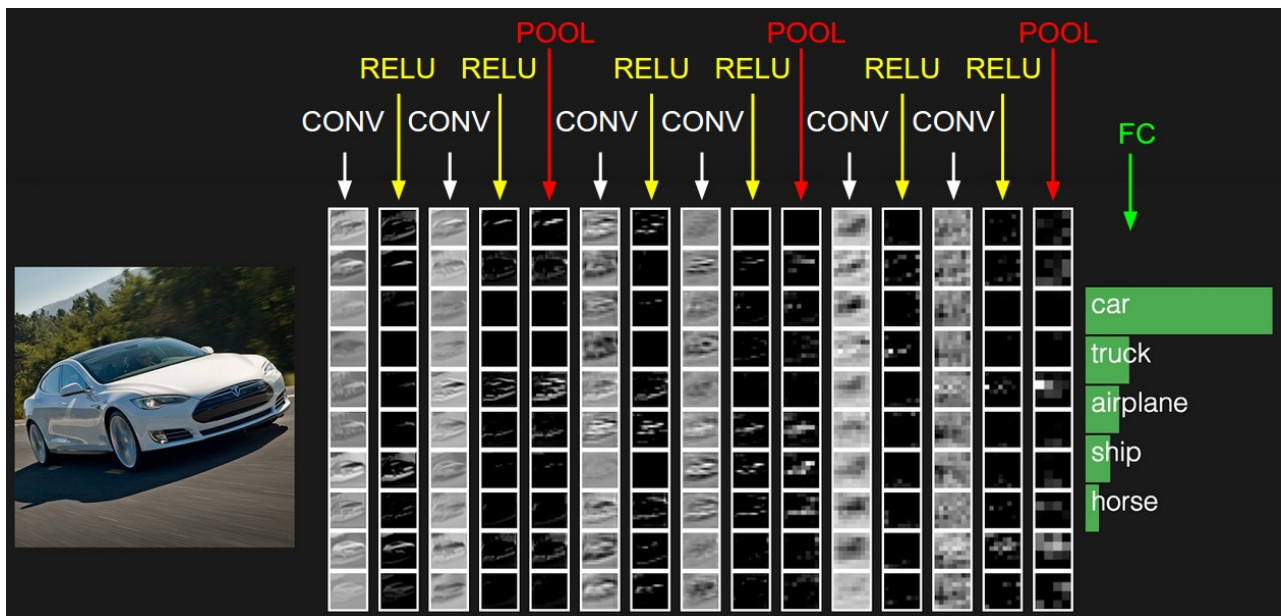 POOL POOL POOL
RELU RELU RELU RELU RELU RELU
CONV CONV CONV CONV CONV CONV
FC
car
truck
airplane
ship
horse